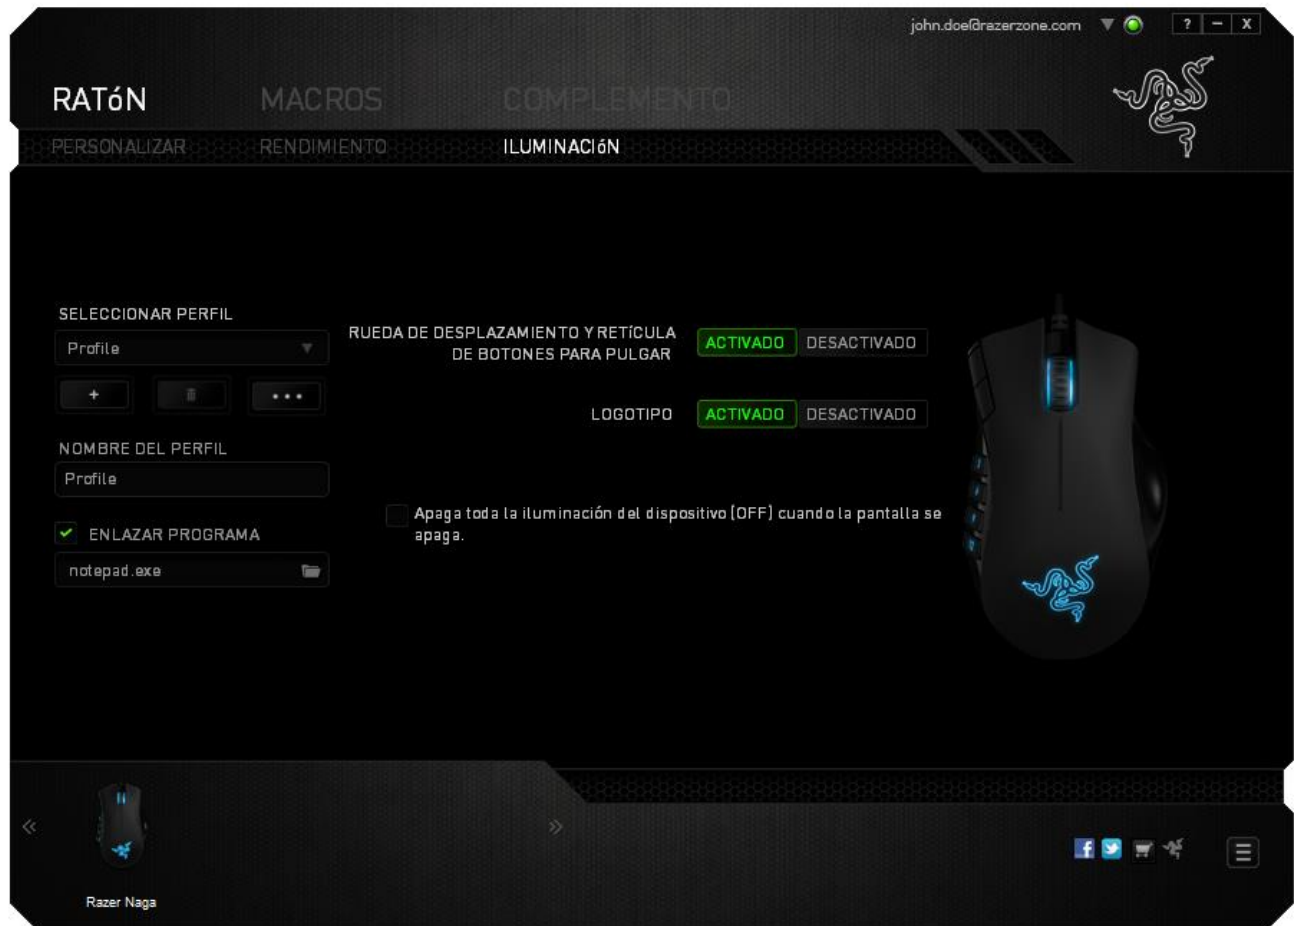 john.doe@razerzone.com
? – X
RATóN MACROS COMPLEMENTO
PERSONALIZAR RENDIMIENTO ILUMINACIóN
SELECCIONAR PERFIL
Profile
+ •••
NOMBRE DEL PERFIL
Profile
ENLAZAR PROGRAMA
notepad.exe
RUEDA DE DESPLAZAMIENTO Y RETíCULA
DE BOTONES PARA PULGAR
ACTIVADO DESACTIVADO
LOGOTIPO ACTIVADO DESACTIVADO
Apaga toda la iluminación del dispositivo (OFF) cuando la pantalla se
apaga.
Razer Naga